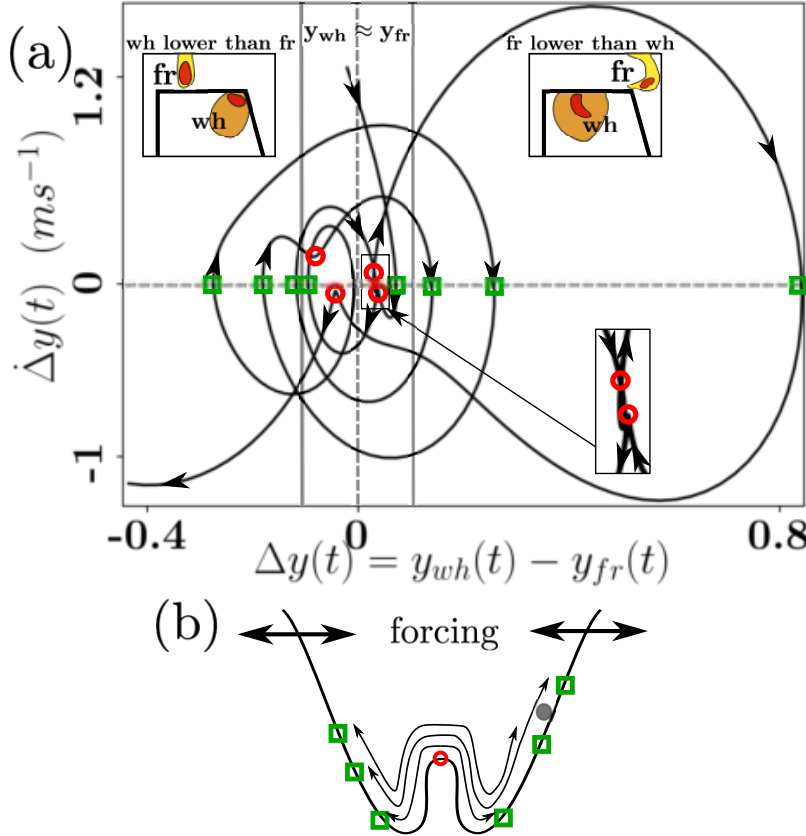 (a)
wh lower than fr
y_wh ≈ y_fr
fr lower than wh
fr
wh
fr
wh
1.2
0
-1
Δ̇y(t) (ms⁻¹)
-0.4
0
0.8
Δy(t) = y_wh(t) − y_fr(t)
(b)
forcing